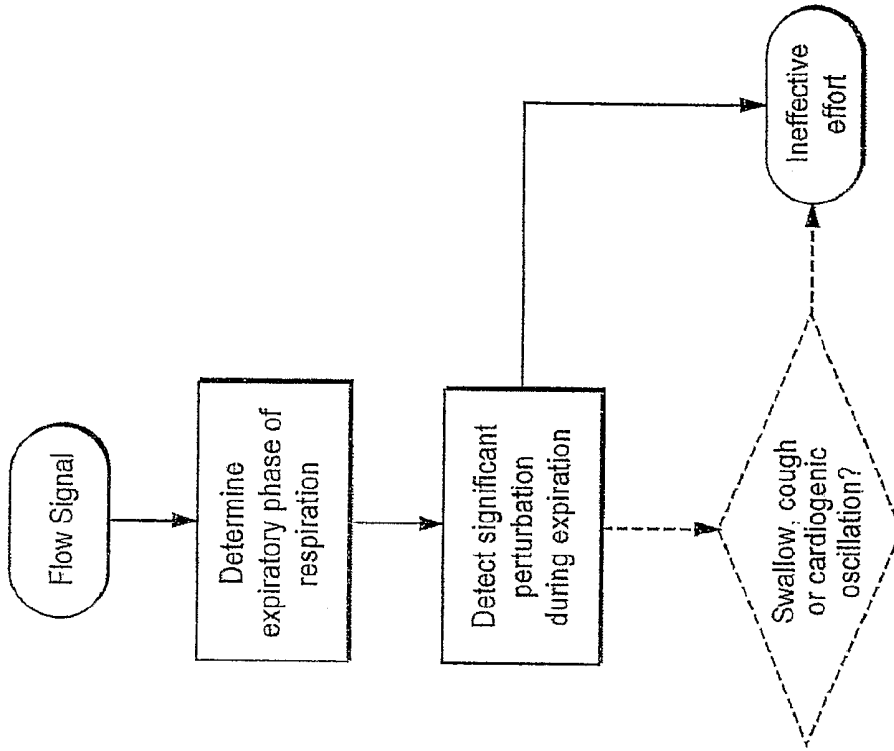 Flow Signal
Determine
expiratory phase of
respiration
Detect significant
perturbation
during expiration
Swallow, cough
or cardiogenic
oscillation?
Ineffective
effort